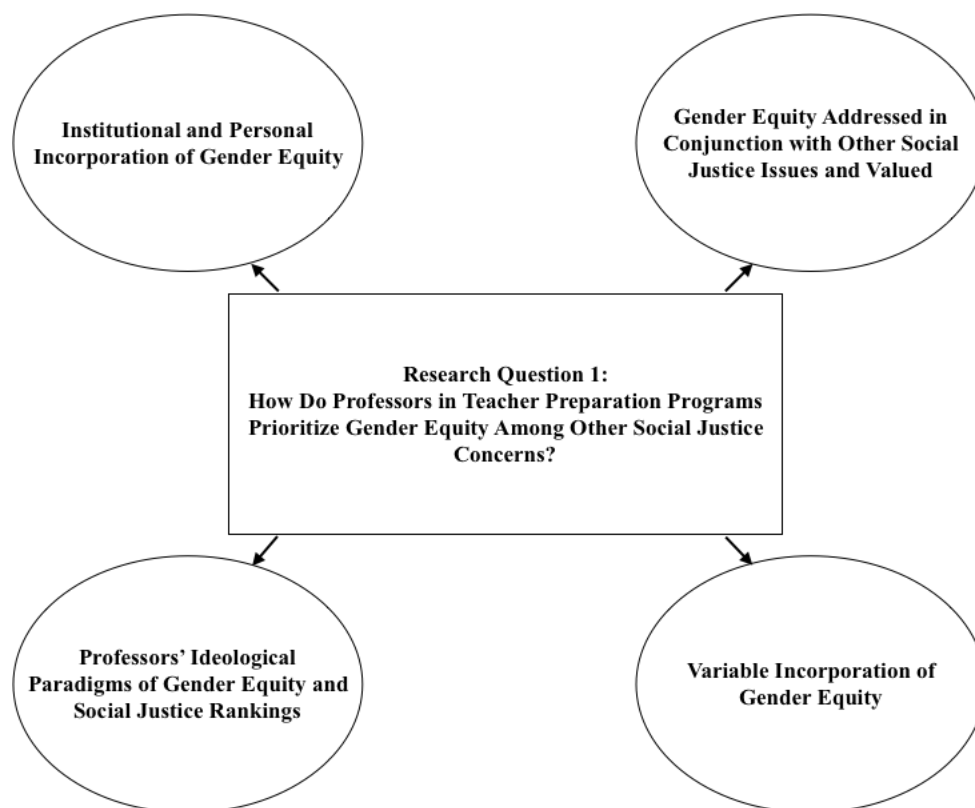 Institutional and Personal
Incorporation of Gender Equity
Gender Equity Addressed in
Conjunction with Other Social
Justice Issues and Valued
Research Question 1:
How Do Professors in Teacher Preparation Programs
Prioritize Gender Equity Among Other Social Justice
Concerns?
Professors’ Ideological
Paradigms of Gender Equity and
Social Justice Rankings
Variable Incorporation of
Gender Equity